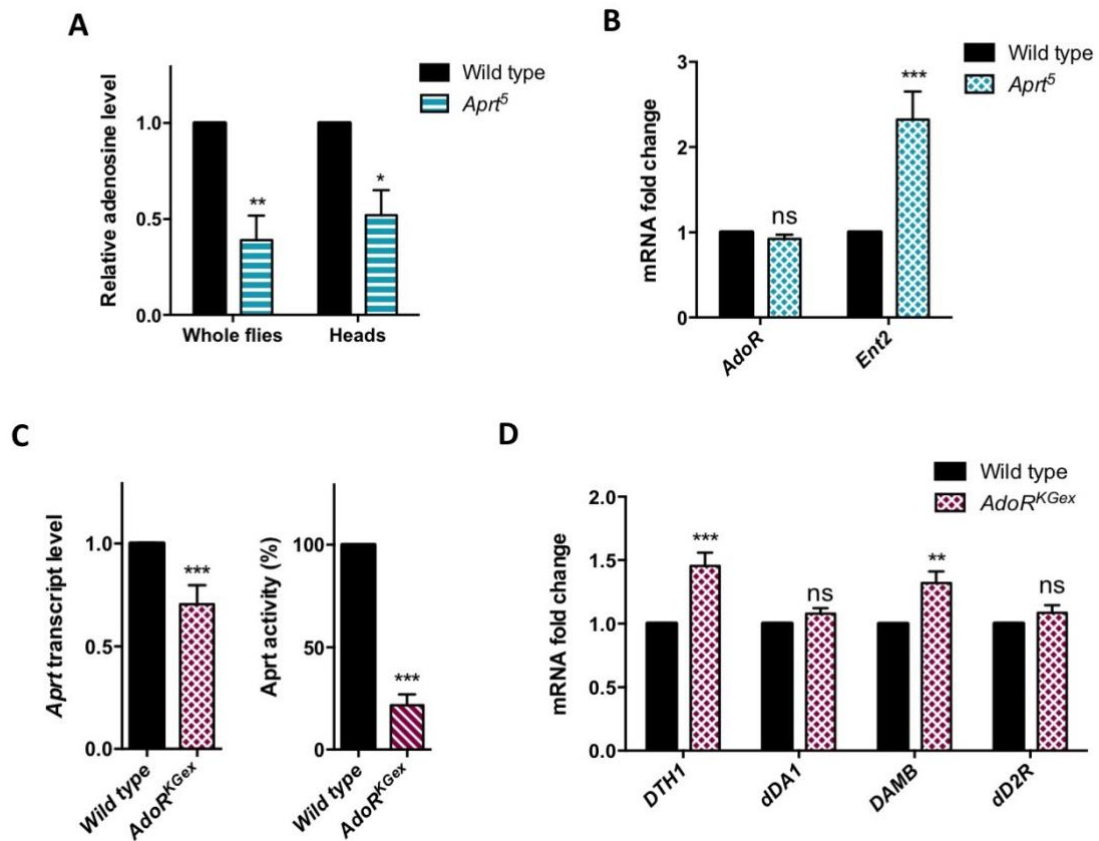 A
Wild type
Aprt⁵
Relative adenosine level
1.0
0.5
0.0
**
*
Whole flies
Heads
B
Wild type
Aprt⁵
mRNA fold change
3
2
1
0
ns
***
AdoR
Ent2
C
Aprt transcript level
1.0
0.5
0.0
***
Wild type
AdoRᴷᴳᵉˣ
Aprt activity (%)
100
50
0
***
Wild type
AdoRᴷᴳᵉˣ
D
Wild type
AdoRᴷᴳᵉˣ
mRNA fold change
2.0
1.5
1.0
0.5
0.0
***
ns
**
ns
DTH1
dDA1
DAMB
dD2R